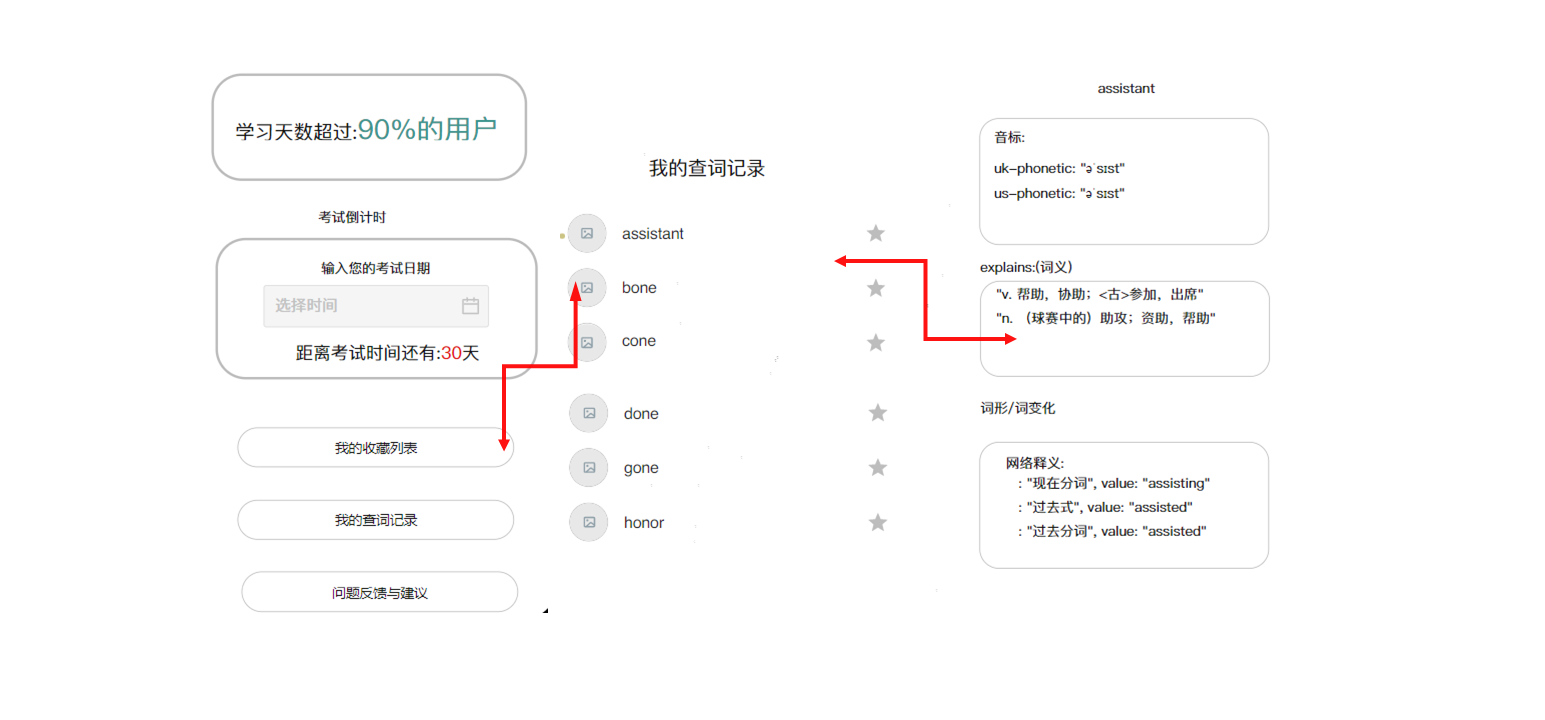 学习天数超过:90%的用户
考试倒计时
输入您的考试日期
选择时间
距离考试时间还有:30天
我的收藏列表
我的查词记录
问题反馈与建议
我的查词记录
assistant
bone
cone
done
gone
honor
assistant
音标:
uk-phonetic: "əˈsɪst"
us-phonetic: "əˈsɪst"
explains:(词义)
"v. 帮助，协助；<古>参加，出席"
"n. （球赛中的）助攻；资助，帮助"
词形/词变化
网络释义:
: "现在分词", value: "assisting"
: "过去式", value: "assisted"
: "过去分词", value: "assisted"